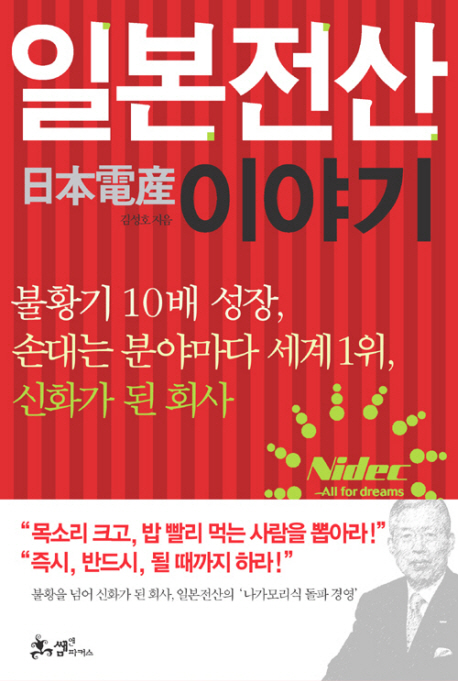 일본전산
日本電産
이야기
김성호 지음
불황기 10배 성장,
손대는 분야마다 세계 1위,
신화가 된 회사
Nidec
All for dreams
“목소리 크고, 밥 빨리 먹는 사람을 뽑아라!”
“즉시, 반드시, 될 때까지 하라!”
불황을 넘어 신화가 된 회사, 일본전산의 ‘나가모리식 돌파 경영’
쌤앤파커스